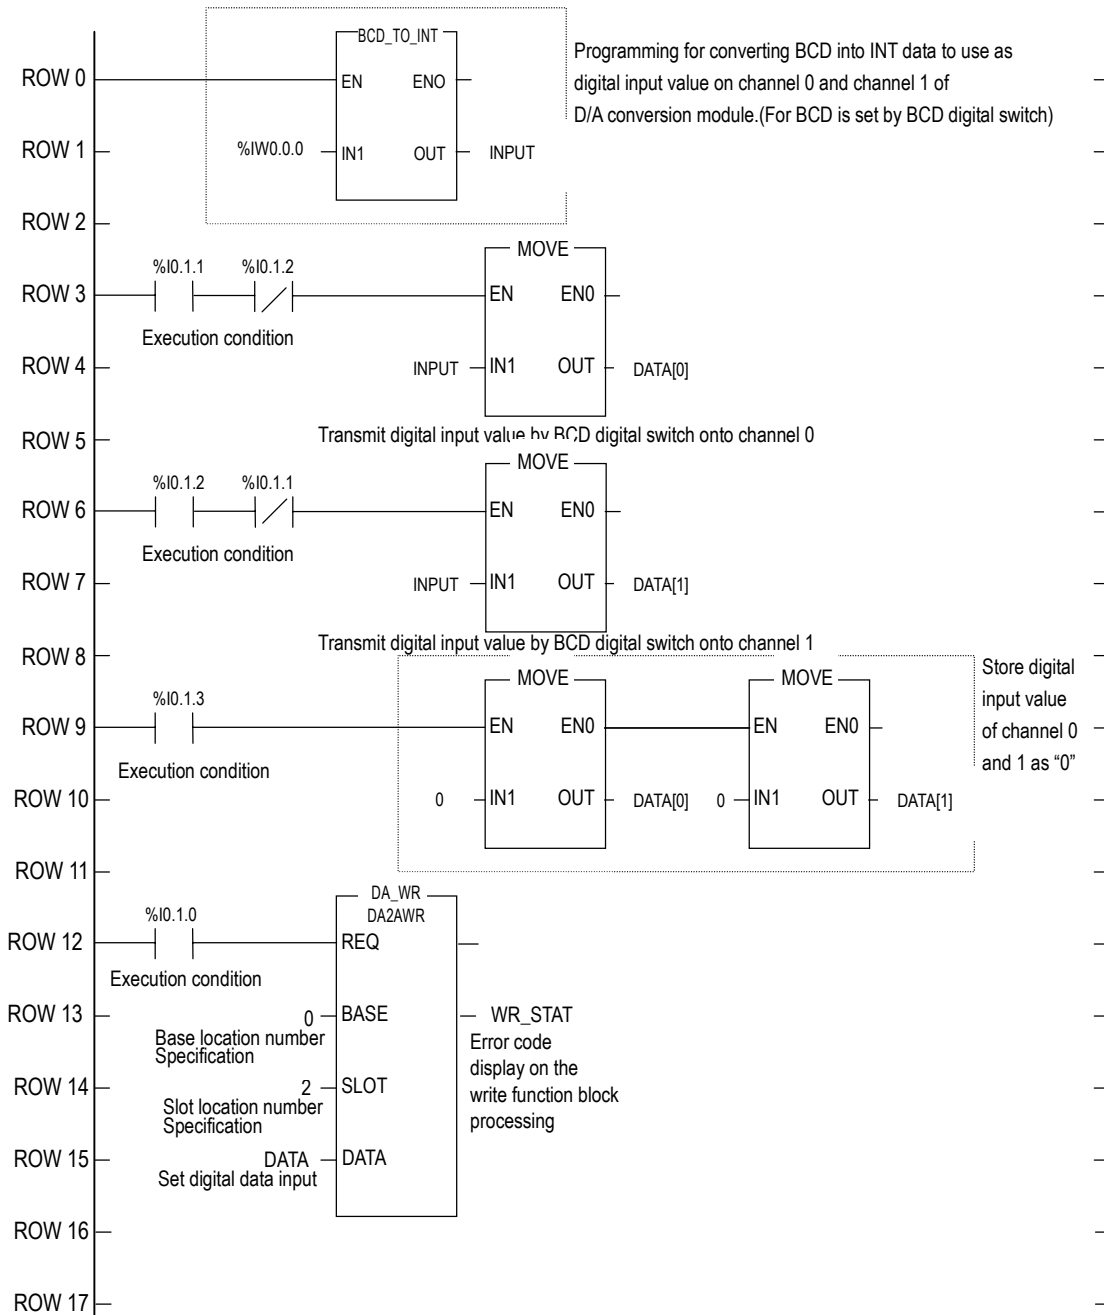 BCD_TO_INT
Programming for converting BCD into INT data to use as
ROW 0
EN ENO
digital input value on channel 0 and channel 1 of
D/A conversion module.(For BCD is set by BCD digital switch)
ROW 1
%IW0.0.0
IN1 OUT
INPUT
ROW 2
MOVE
%I0.1.1 %I0.1.2
ROW 3
EN EN0
Execution condition
ROW 4
INPUT
IN1 OUT
DATA[0]
ROW 5
Transmit digital input value by BCD digital switch onto channel 0
MOVE
%I0.1.2 %I0.1.1
ROW 6
EN EN0
Execution condition
ROW 7
INPUT
IN1 OUT
DATA[1]
Transmit digital input value by BCD digital switch onto channel 1
ROW 8
MOVE
MOVE
Store digital
input value
of channel 0
and 1 as “0”
%I0.1.3
ROW 9
EN EN0
EN EN0
Execution condition
ROW 10
0
IN1 OUT
DATA[0]
0
IN1 OUT
DATA[1]
ROW 11
DA_WR
DA2AWR
%I0.1.0
ROW 12
REQ
Execution condition
ROW 13
0
BASE
WR_STAT
Base location number
Specification
Error code
display on the
write function block
processing
ROW 14
2
SLOT
Slot location number
Specification
ROW 15
DATA
DATA
Set digital data input
ROW 16
ROW 17